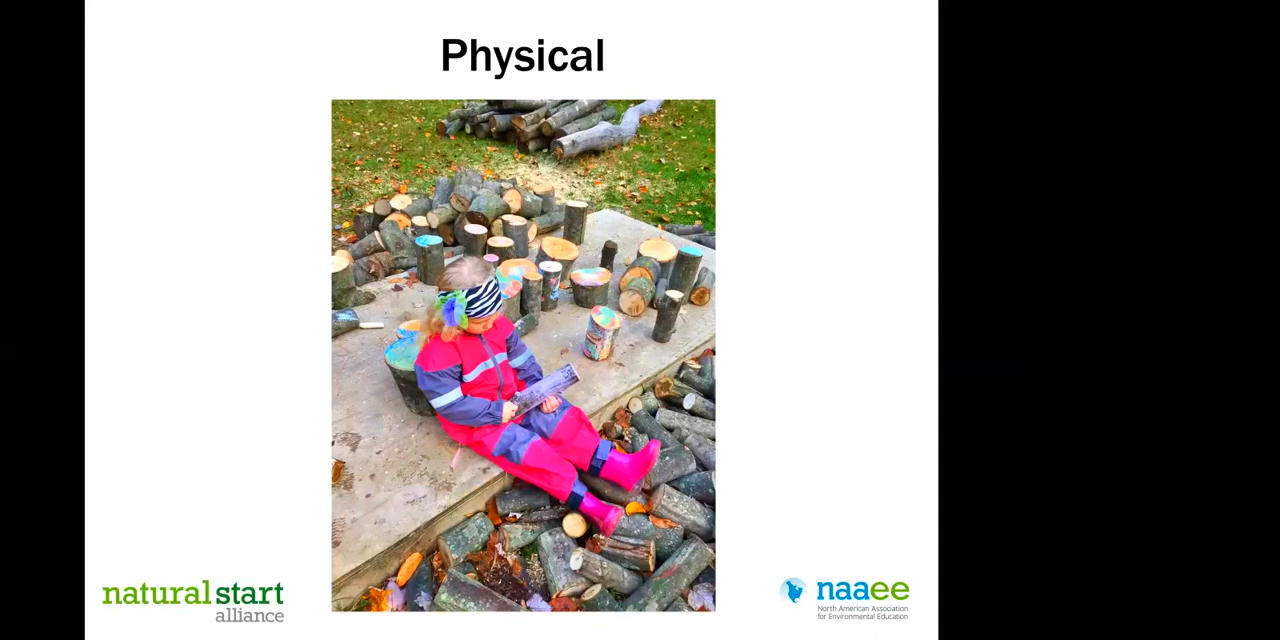 Physical
natural start
alliance
naaee
North American Association
for Environmental Education